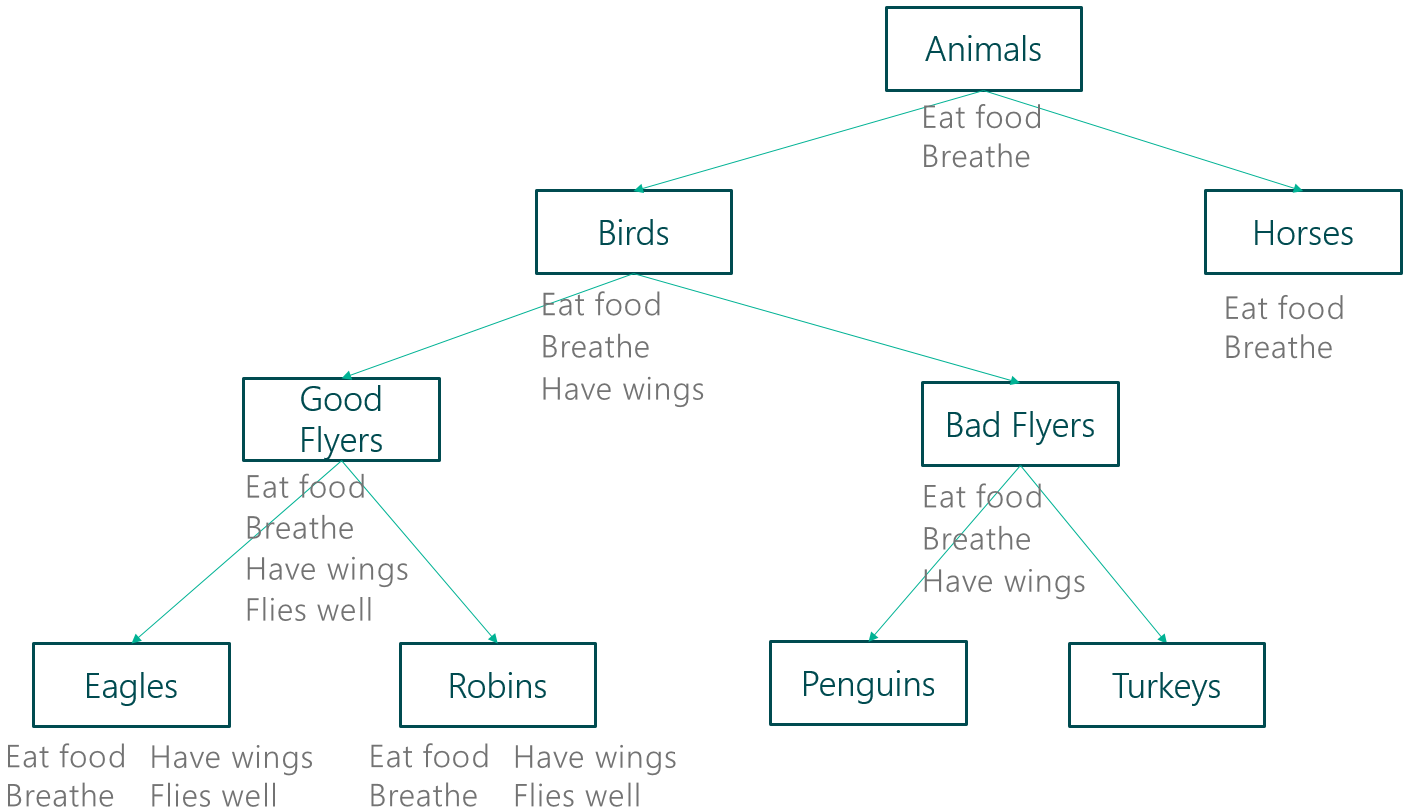 Animals
Eat food
Breathe
Birds
Horses
Eat food
Breathe
Have wings
Eat food
Breathe
Good
Flyers
Bad Flyers
Eat food
Breathe
Have wings
Flies well
Eat food
Breathe
Have wings
Eagles
Robins
Penguins
Turkeys
Eat food
Breathe
Have wings
Flies well
Eat food
Breathe
Have wings
Flies well